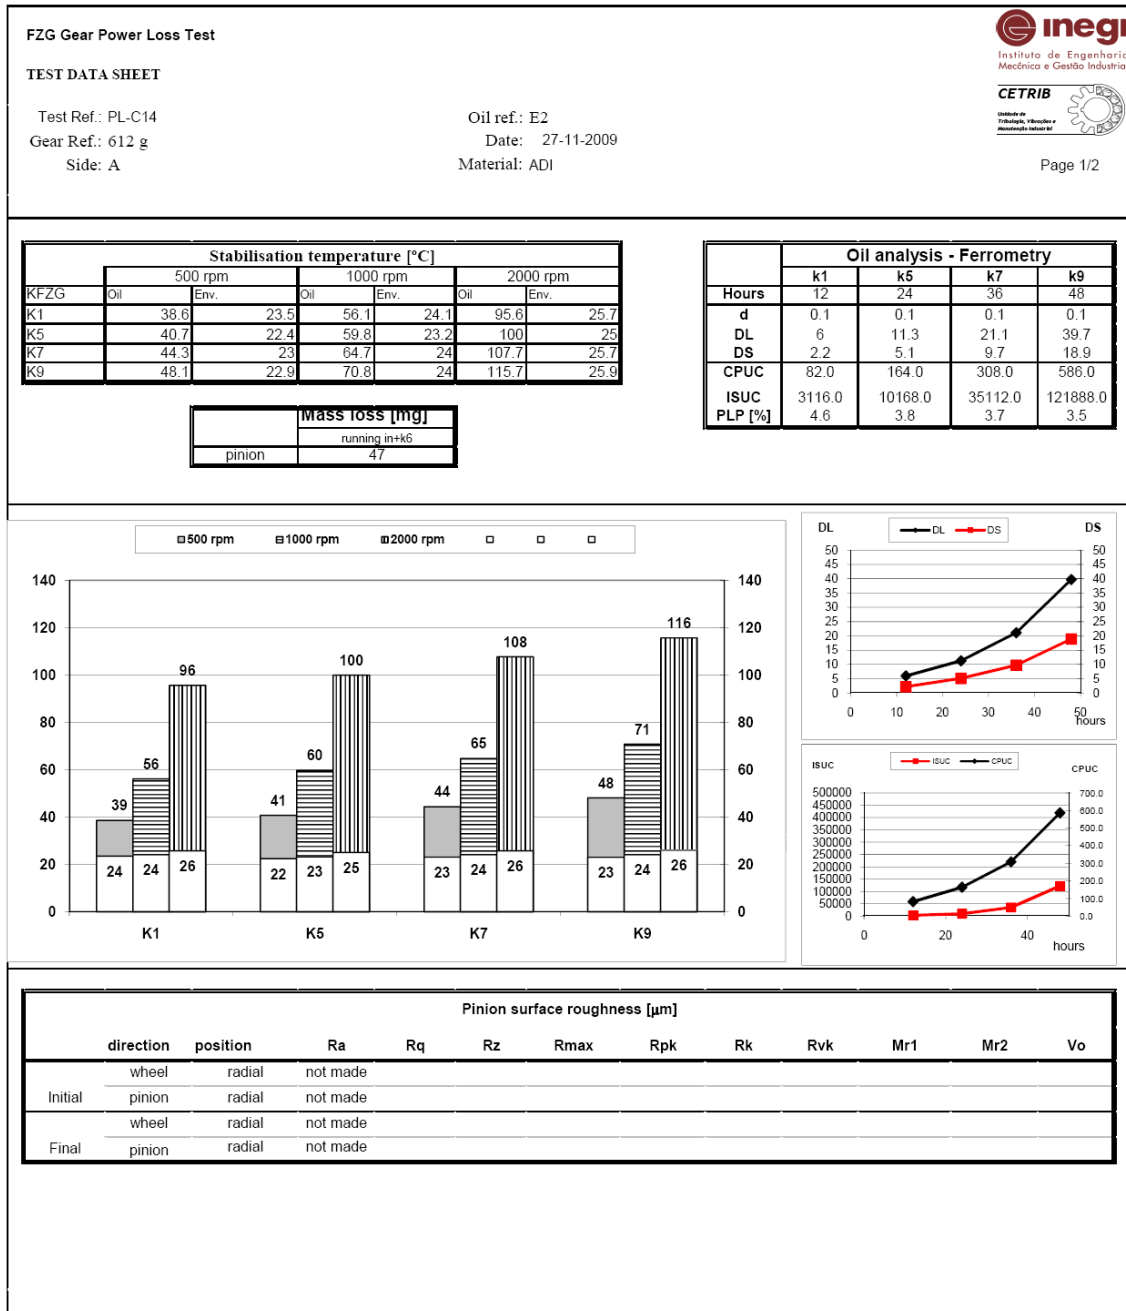 FZG Gear Power Loss Test
inegi
Instituto de Engenharia
Mecânica e Gestão Industrial
TEST DATA SHEET
CETRIB
Unidade de
Tribologia, Vibrações e
Manutenção Industrial
Test Ref.: PL-C14 Oil ref.: E2
Gear Ref.: 612 g Date: 27-11-2009
Side: A Material: ADI Page 1/2
Stabilisation temperature [°C]
500 rpm 1000 rpm 2000 rpm
KFZG Oil Env. Oil Env. Oil Env.
K1 38.6 23.5 56.1 24.1 95.6 25.7
K5 40.7 22.4 59.8 23.2 100 25
K7 44.3 23 64.7 24 107.7 25.7
K9 48.1 22.9 70.8 24 115.7 25.9
Oil analysis - Ferrometry
k1 k5 k7 k9
Hours 12 24 36 48
d 0.1 0.1 0.1 0.1
DL 6 11.3 21.1 39.7
DS 2.2 5.1 9.7 18.9
CPUC 82.0 164.0 308.0 586.0
ISUC 3116.0 10168.0 35112.0 121888.0
PLP [%] 4.6 3.8 3.7 3.5
Mass loss [mg]
running in+k6
pinion 47
500 rpm 1000 rpm 2000 rpm
140 140
120 120
100 100
80 80
60 60
40 40
20 20
0 0
39 56 96 41 60 100 44 65 108 48 71 116
24 24 26 22 23 25 23 24 26 23 24 26
K1 K5 K7 K9
DL DL DS DS
50 50
45 45
40 40
35 35
30 30
25 25
20 20
15 15
10 10
5 5
0 0
0 10 20 30 40 50
hours
ISUC ISUC CPUC CPUC
500000 700.0
450000
400000 600.0
350000 500.0
300000 400.0
250000
200000 300.0
150000 200.0
100000
50000 100.0
0 0.0
0 20 40
hours
Pinion surface roughness [µm]
direction position Ra Rq Rz Rmax Rpk Rk Rvk Mr1 Mr2 Vo
wheel radial not made
Initial pinion radial not made
wheel radial not made
Final pinion radial not made